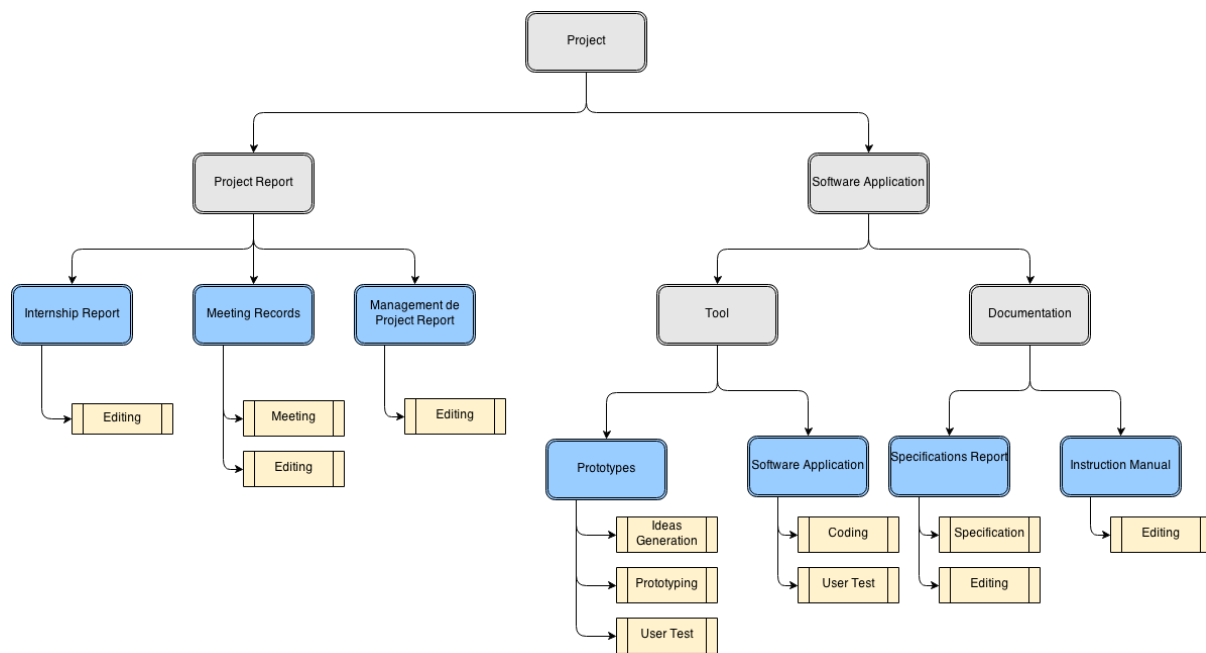 Project
Project Report
Software Application
Internship Report
Meeting Records
Management de
Project Report
Tool
Documentation
Editing
Meeting
Editing
Editing
Prototypes
Software Application
Specifications Report
Instruction Manual
Ideas
Generation
Coding
Specification
Editing
Prototyping
User Test
Editing
User Test